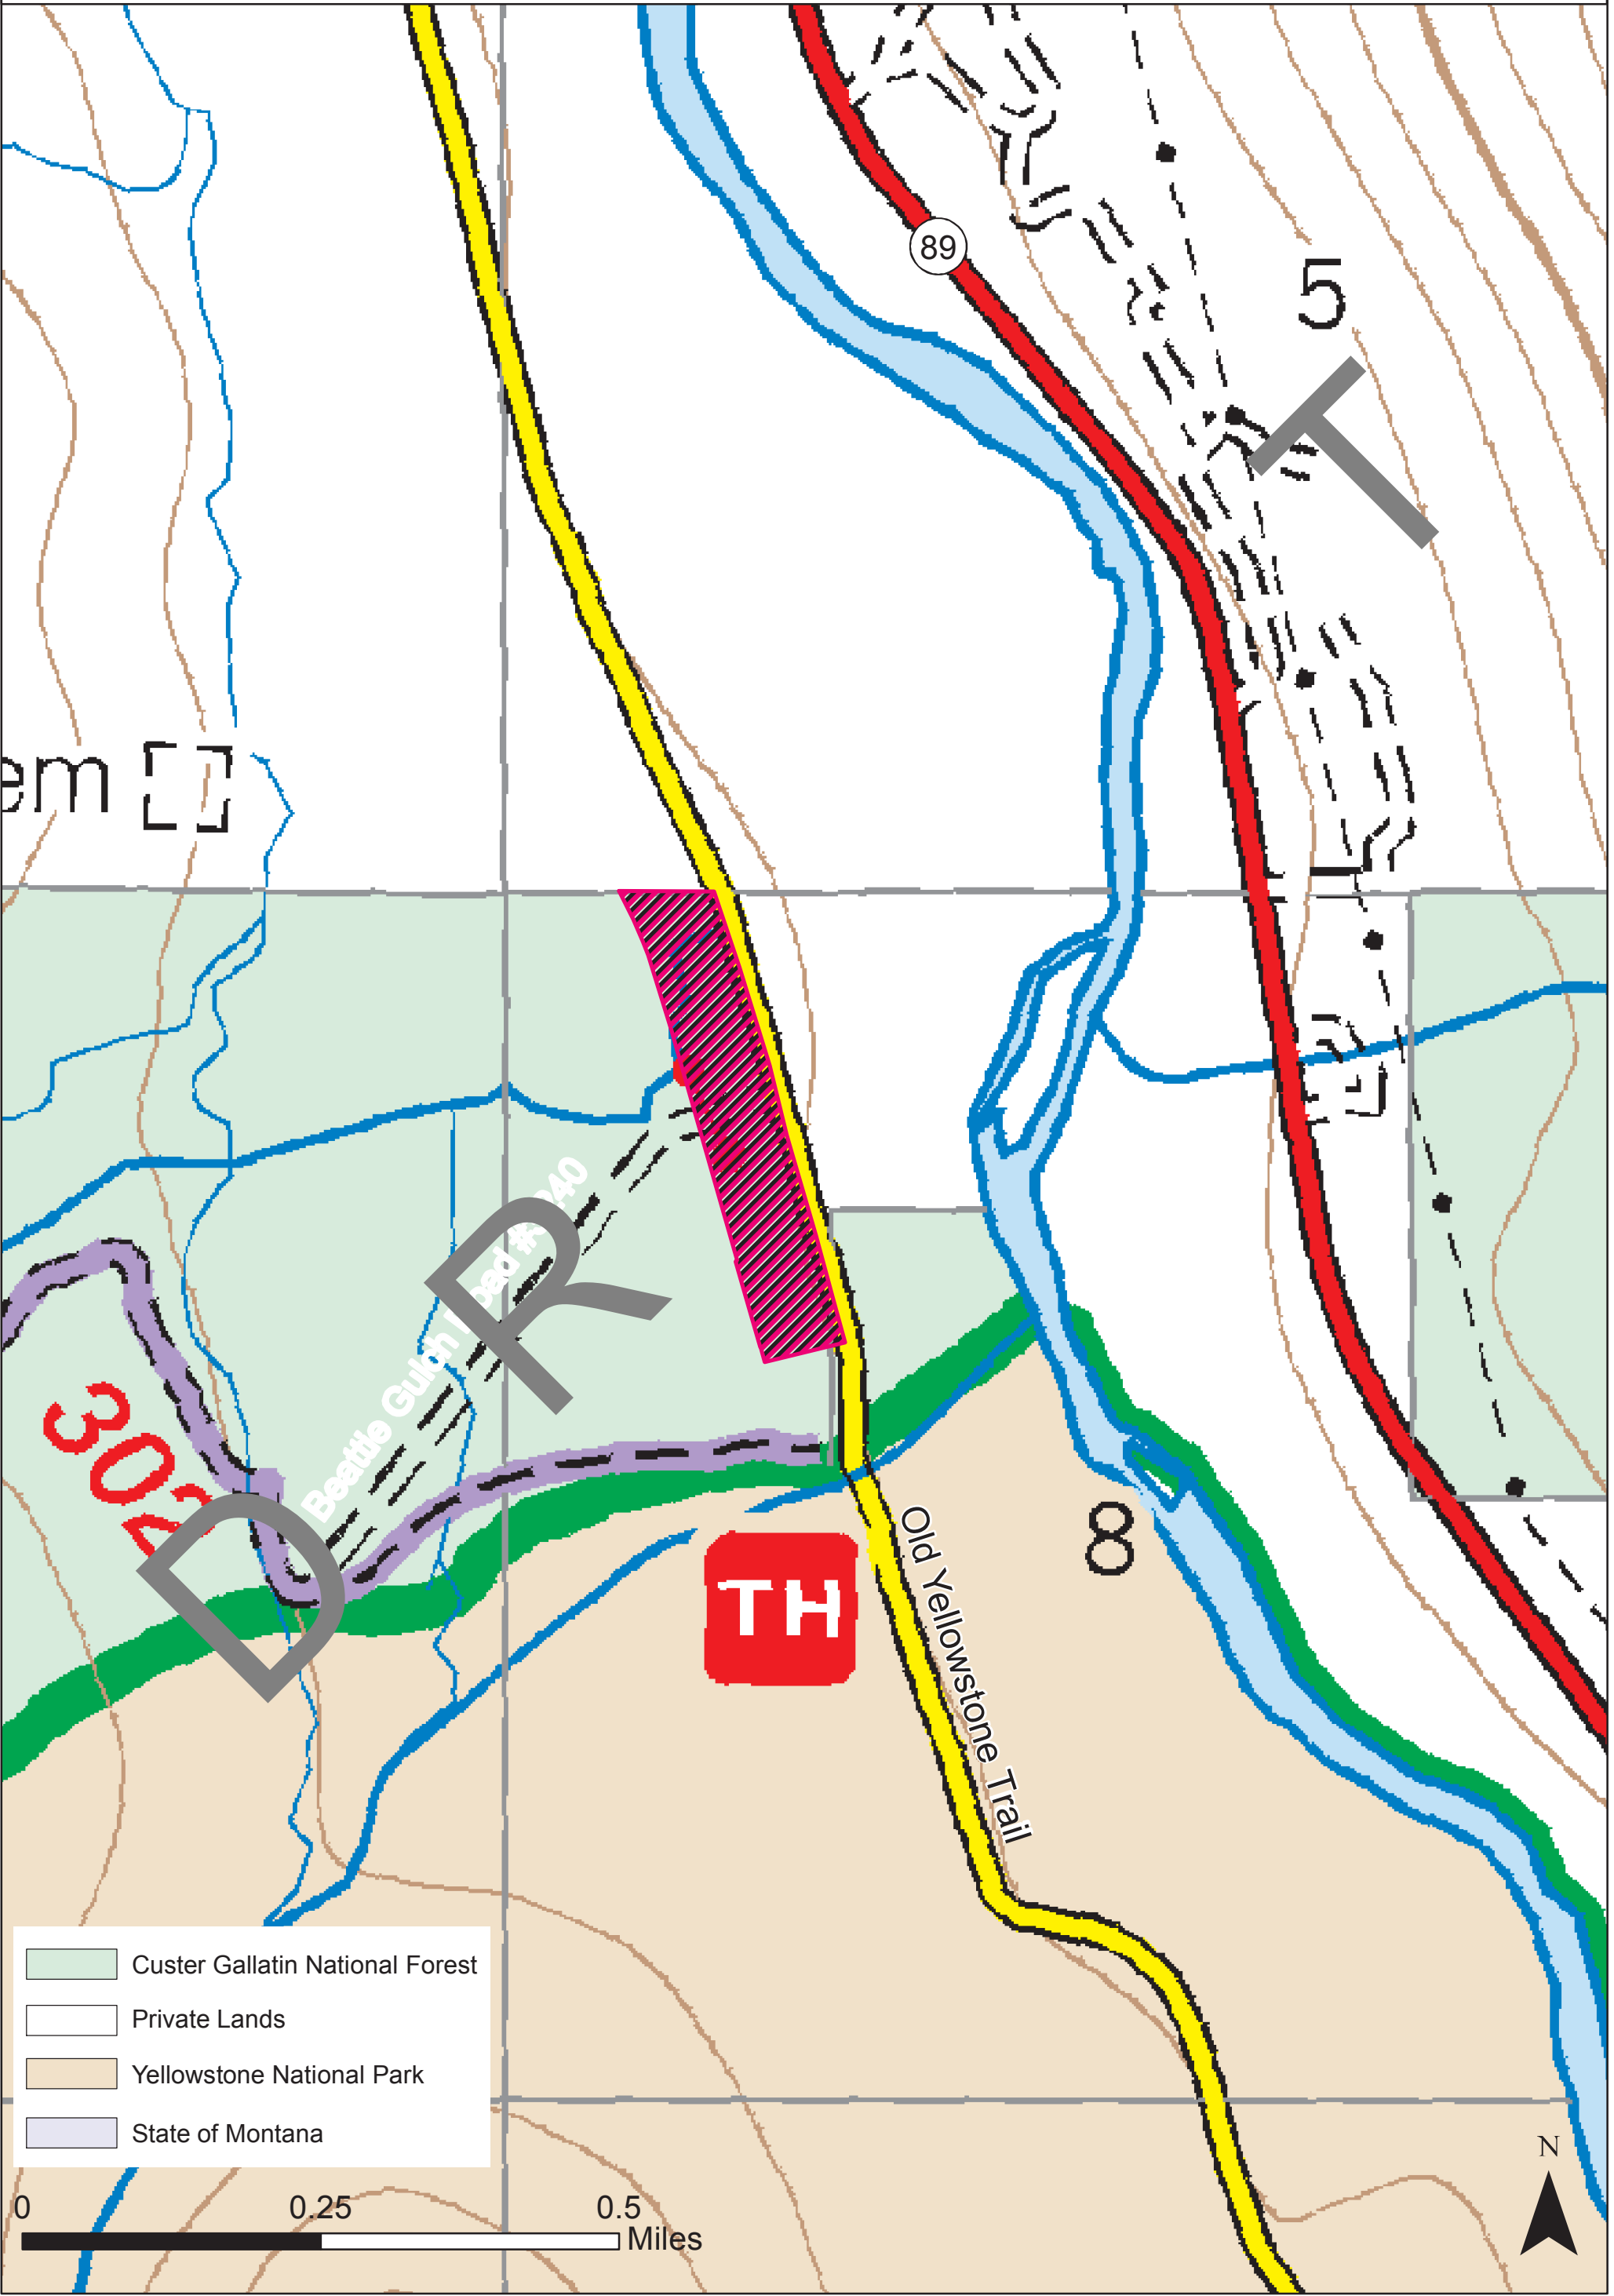 89
5
T
em
R
302
D
8
TH
Old Yellowstone Trail
Beattie Gulch
Custer Gallatin National Forest
Private Lands
Yellowstone National Park
State of Montana
N
0 0.25 0.5
Miles